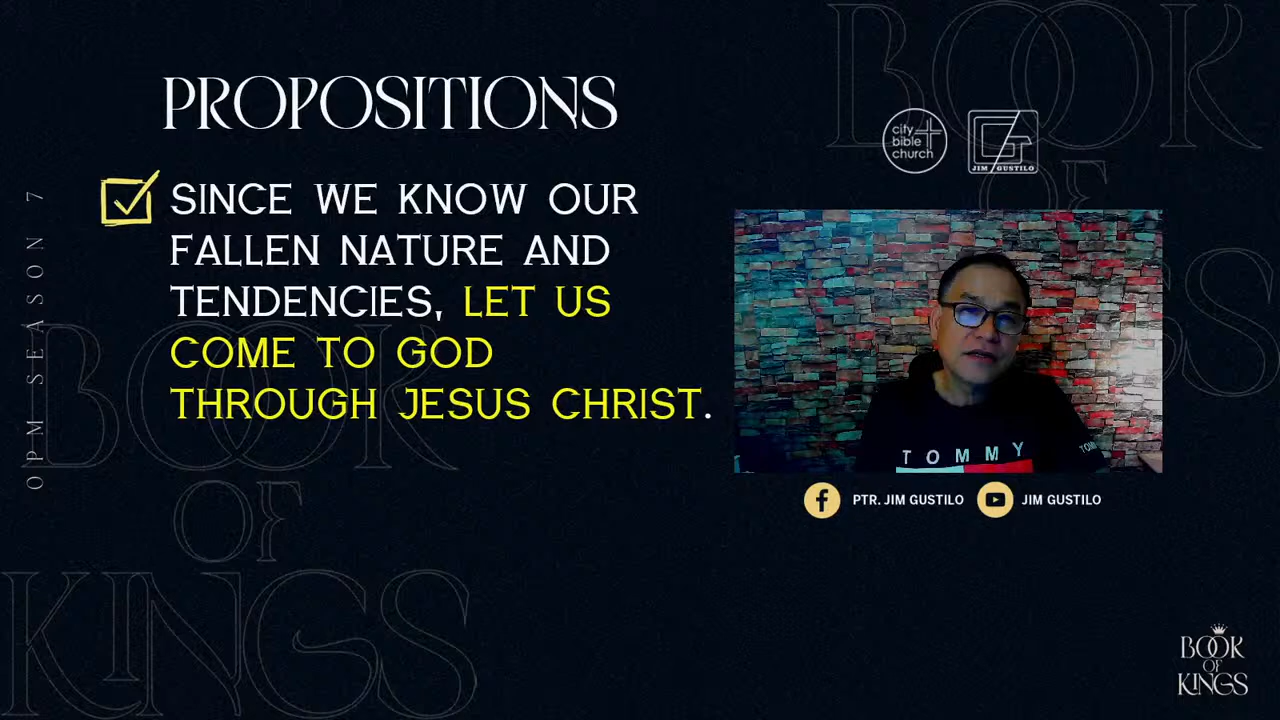 PROPOSITIONS
SINCE WE KNOW OUR
FALLEN NATURE AND
TENDENCIES, LET US
COME TO GOD
THROUGH JESUS CHRIST.
OPM SEASON 7
BOOK
OF
KINGS
BOOK
OF
GS
city
bible
church
JIM GUSTILO
TOMMY
PTR. JIM GUSTILO
JIM GUSTILO
BOOK
OF
KINGS